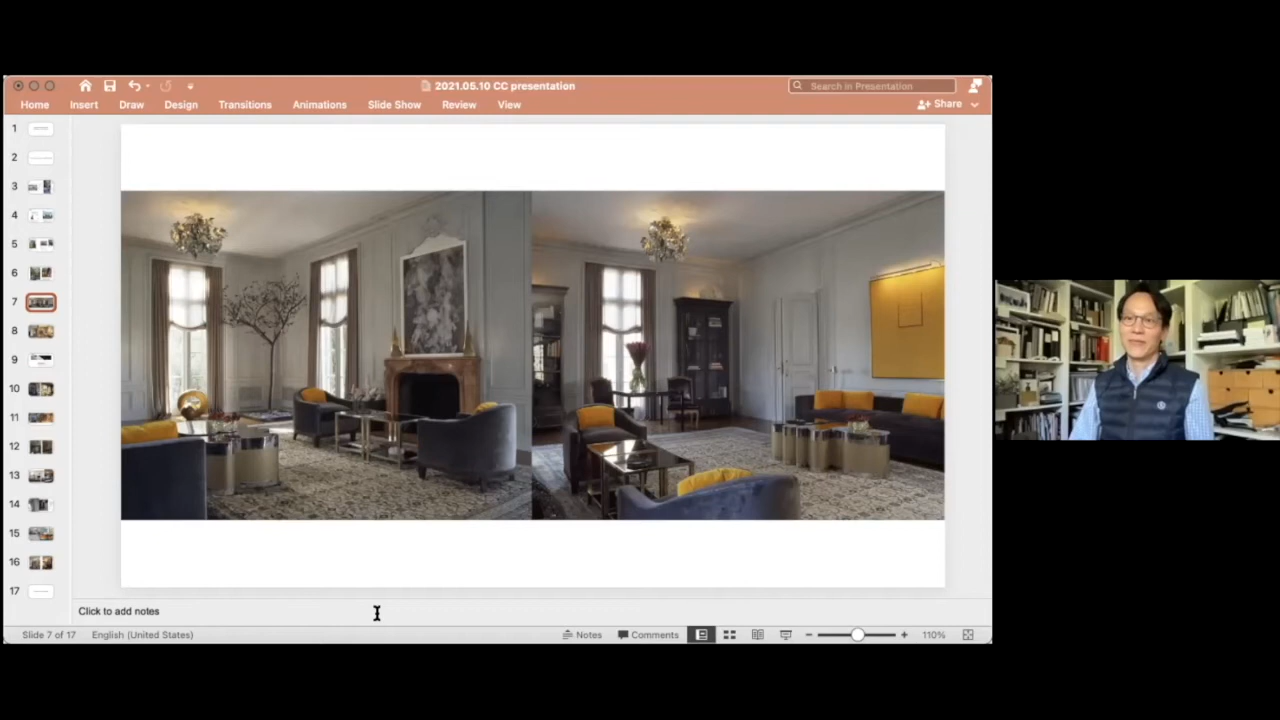 2021.05.10 CC presentation
Search in Presentation
Home Insert Draw Design Transitions Animations Slide Show Review View
Share
1
2
3
4
5
6
7
8
9
10
11
12
13
14
15
16
17
Click to add notes
Slide 7 of 17 English (United States) Notes Comments 110%